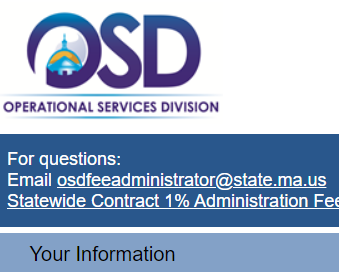 OSD
OPERATIONAL SERVICES DIVISION
For questions:
Email osdfeeadministrator@state.ma.us
Statewide Contract 1% Administration Fee
Your Information